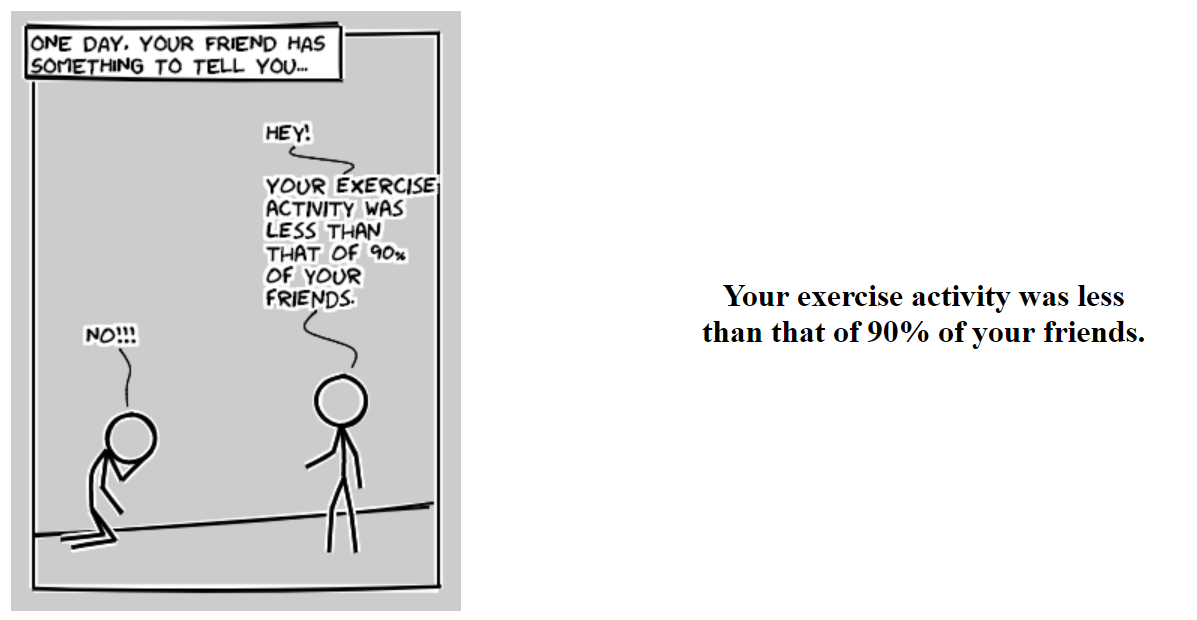 ONE DAY, YOUR FRIEND HAS
SOMETHING TO TELL YOU...
HEY!
YOUR EXERCISE
ACTIVITY WAS
LESS THAN
THAT OF 90%
OF YOUR
FRIENDS.
NO!!!
Your exercise activity was less
than that of 90% of your friends.